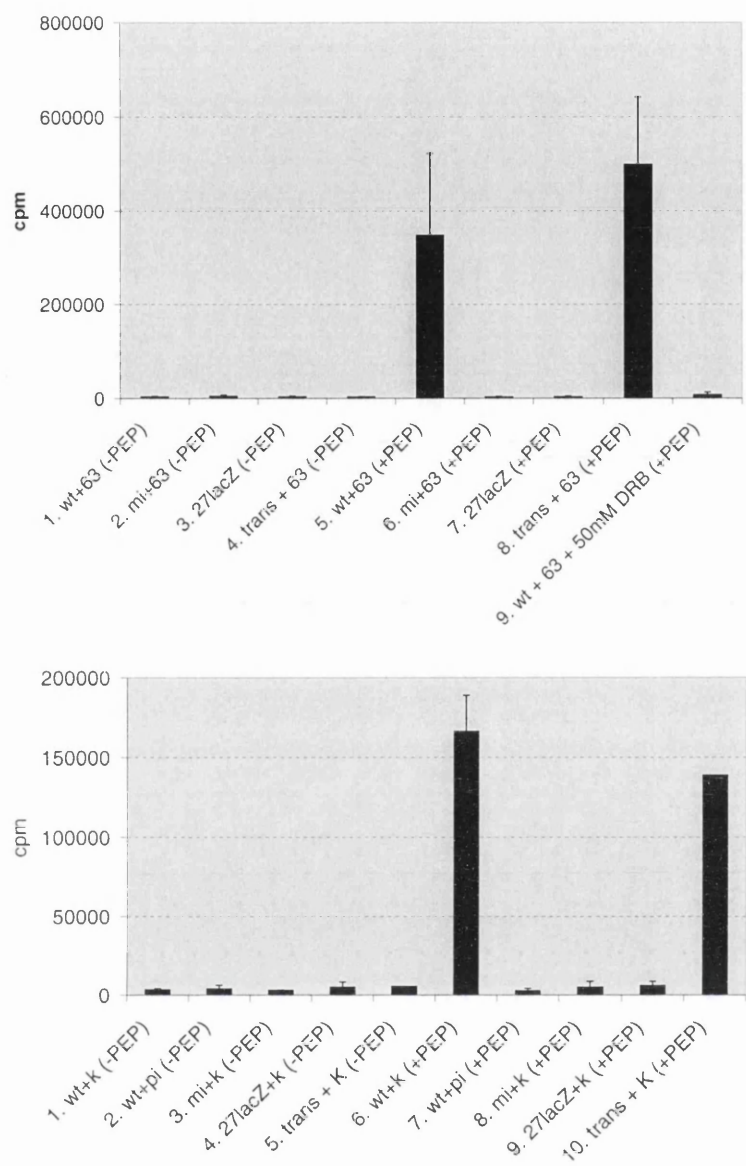 800000
600000
400000
200000
0
cpm
1. wt+63 (-PEP)
2. mi+63 (-PEP)
3. 27lacZ (-PEP)
4. trans + 63 (-PEP)
5. wt+63 (+PEP)
6. mi+63 (+PEP)
7. 27lacZ (+PEP)
8. trans + 63 (+PEP)
9. wt + 63 + 50mM DRB (+PEP)
200000
150000
100000
50000
0
cpm
1. wt+k (-PEP)
2. wt+pi (-PEP)
3. mi+k (-PEP)
4. 27lacZ+k (-PEP)
5. trans + K (-PEP)
6. wt+k (+PEP)
7. wt+pi (+PEP)
8. mi+k (+PEP)
9. 27lacZ+k (+PEP)
10. trans + K (+PEP)